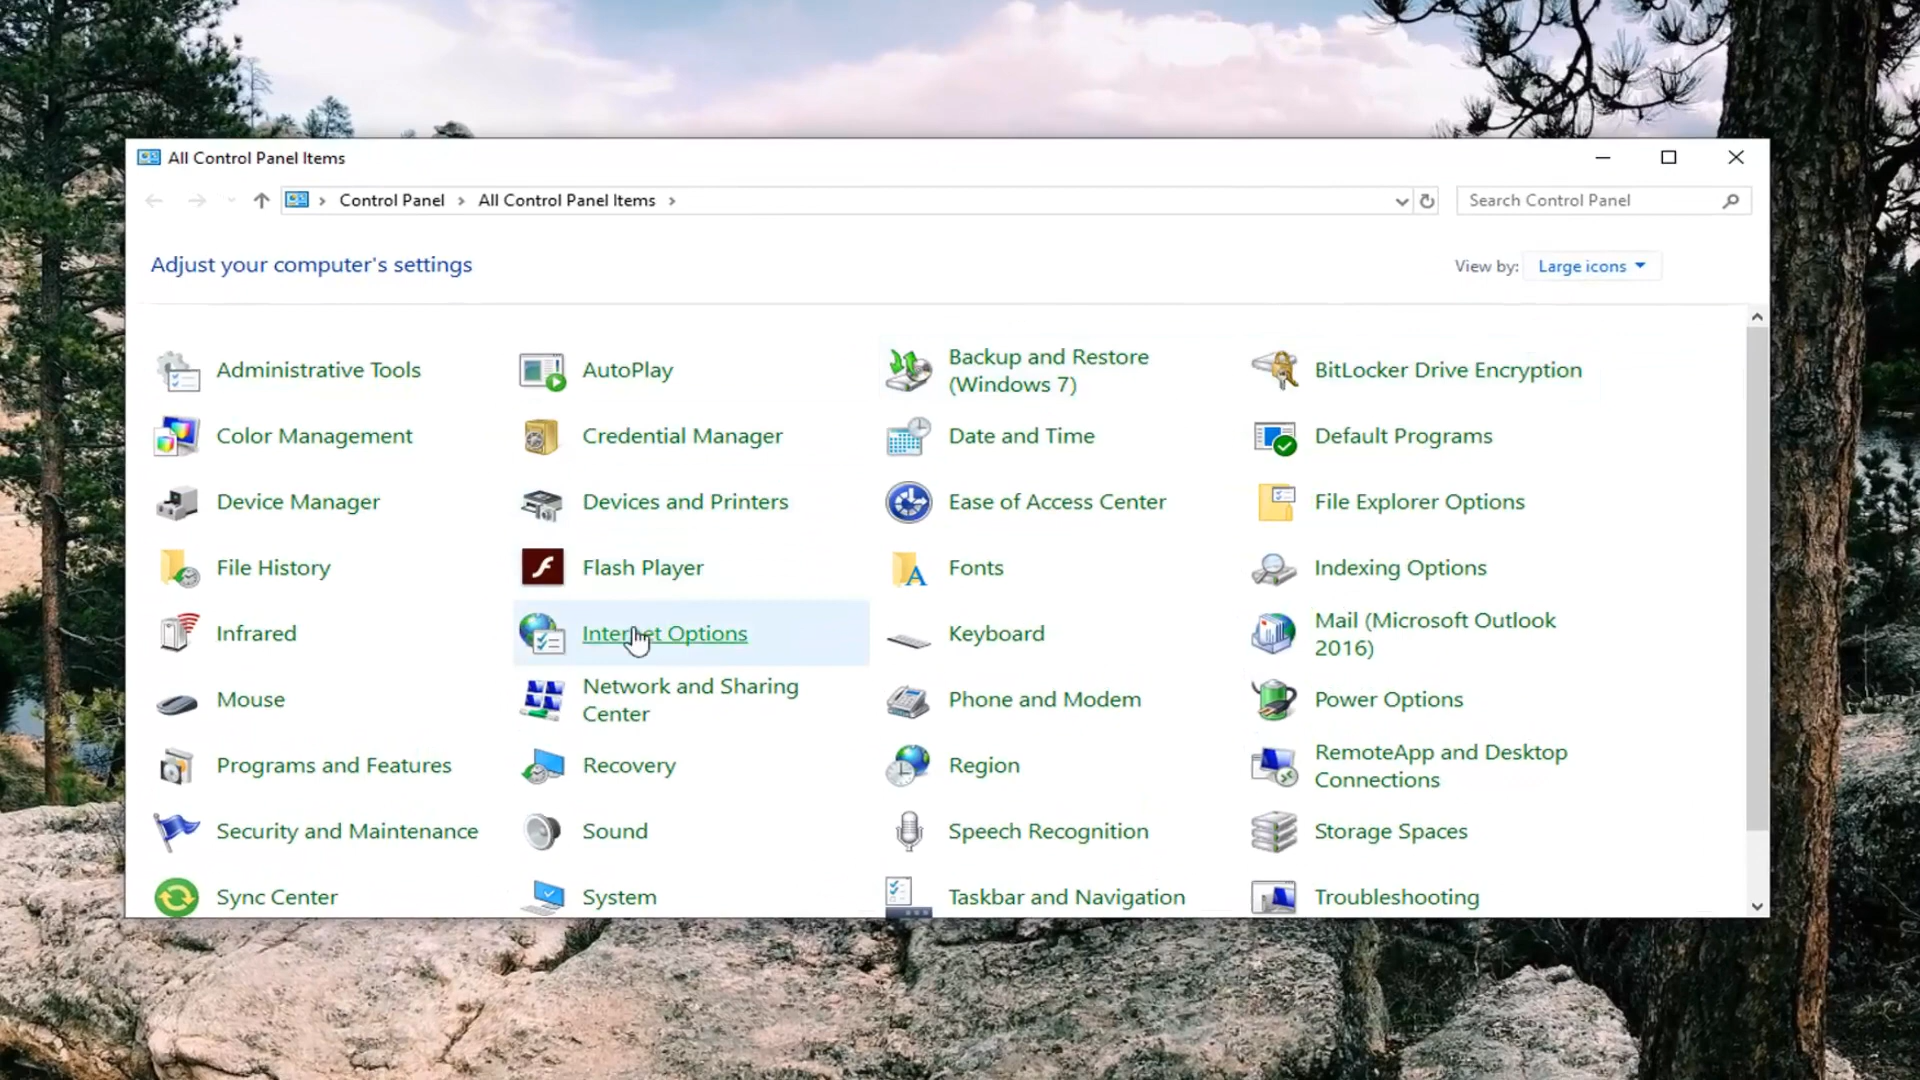 All Control Panel Items
Control Panel
All Control Panel Items
Search Control Panel
Adjust your computer's settings
View by: Large icons
Administrative Tools
AutoPlay
Backup and Restore
(Windows 7)
BitLocker Drive Encryption
Color Management
Credential Manager
Date and Time
Default Programs
Device Manager
Devices and Printers
Ease of Access Center
File Explorer Options
File History
Flash Player
Fonts
Indexing Options
Infrared
Internet Options
Keyboard
Mail (Microsoft Outlook
2016)
Mouse
Network and Sharing
Center
Phone and Modem
Power Options
Programs and Features
Recovery
Region
RemoteApp and Desktop
Connections
Security and Maintenance
Sound
Speech Recognition
Storage Spaces
Sync Center
System
Taskbar and Navigation
Troubleshooting